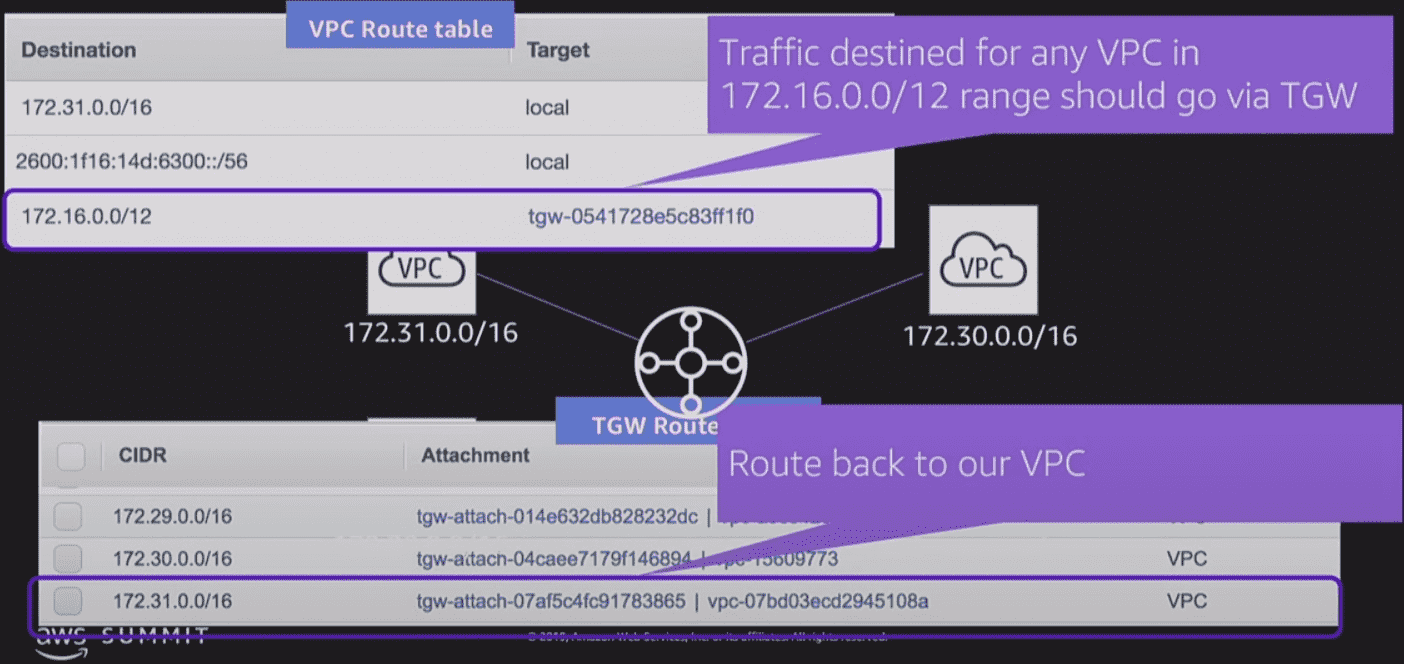 VPC Route table
Destination Target
172.31.0.0/16 local
2600:1f16:14d:6300::/56 local
172.16.0.0/12 tgw-0541728e5c83ff1f0
Traffic destined for any VPC in
172.16.0.0/12 range should go via TGW
VPC
172.31.0.0/16
VPC
172.30.0.0/16
TGW Route
Route back to our VPC
CIDR Attachment
172.29.0.0/16 tgw-attach-014e632db828232dc |
172.30.0.0/16 tgw-attach-04caee7179f146894 | vpc-15609773 VPC
172.31.0.0/16 tgw-attach-07af5c4fc91783865 | vpc-07bd03ecd2945108a VPC
aws SUMMIT
© 2019, Amazon Web Services, Inc. or its affiliates. All rights reserved.